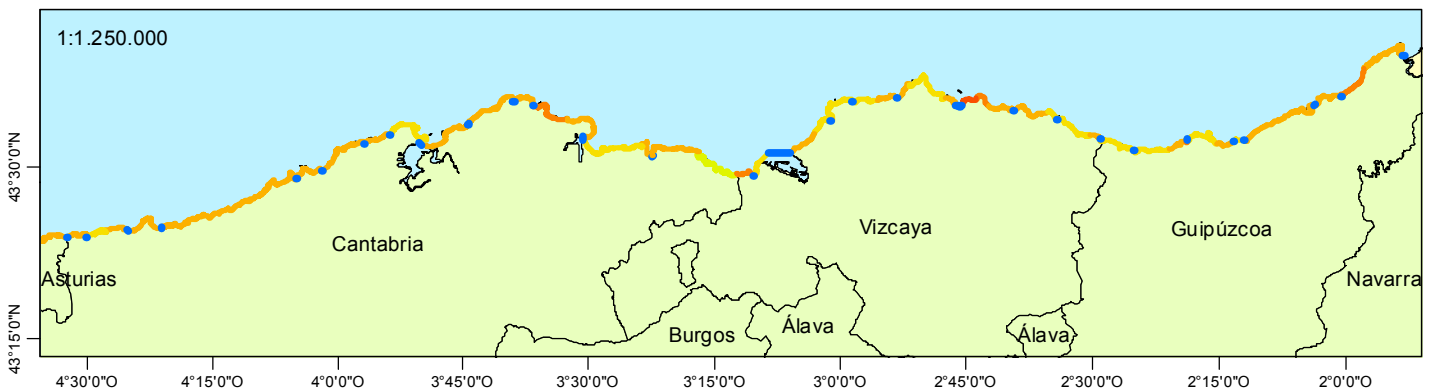 1:1.250.000
43°30'0"N
43°15'0"N
Cantabria
Vizcaya
Guipúzcoa
Asturias
Navarra
Burgos
Álava
Álava
4°30'0"O
4°15'0"O
4°0'0"O
3°45'0"O
3°30'0"O
3°15'0"O
3°0'0"O
2°45'0"O
2°30'0"O
2°15'0"O
2°0'0"O